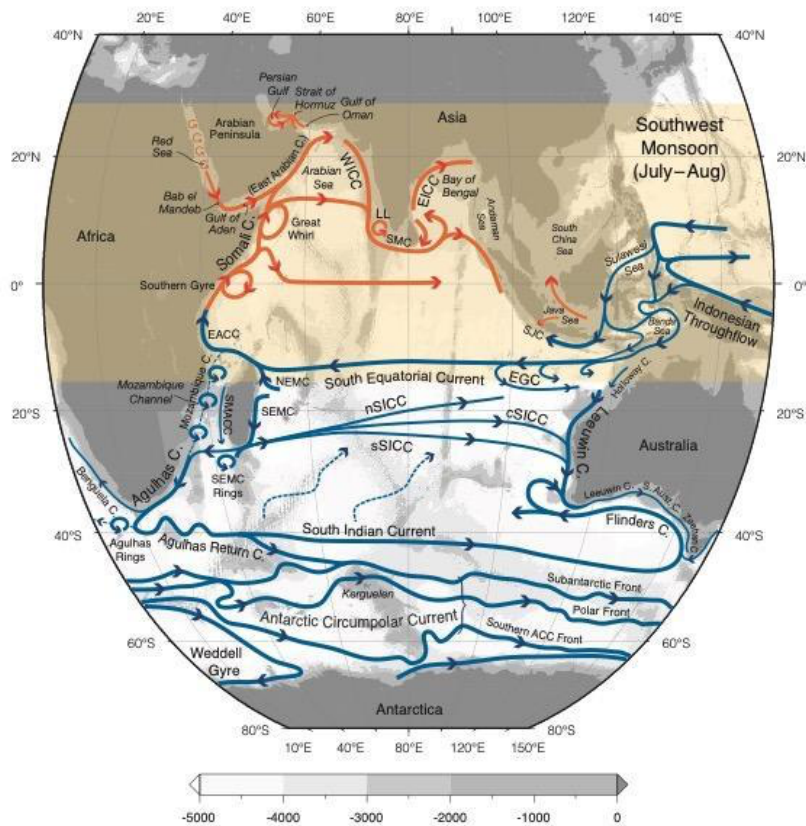 20°E 40°E 60°E 80°E 100°E 120°E 140°E
40°N 40°N
Persian
Gulf
Strait of
Hormuz
Gulf of
Oman
Arabian
Peninsula
Asia
Southwest
Monsoon
(July–Aug)
Red
Sea
20°N 20°N
(East Arabian C.)
Arabian
Sea
WICC
EICC
Bay of
Bengal
Bab el
Mandeb
Gulf of
Aden
LL
SMC
Andaman
Sea
South
China
Sea
Sulawesi
Sea
Africa
Somali C.
Great
Whirl
Southern Gyre
0° 0°
Java
Sea
Banda
Sea
Indonesian
Throughflow
SJC
EACC
South Equatorial Current
EGC
Holloway C.
NEMC
Mozambique
Channel
Mozambique C.
SMACC
SEMC
nSICC
cSICC
sSICC
Leeuwin C.
Australia
20°S 20°S
Agulhas C.
SEMC
Rings
Benguela C.
Leeuwin C.
S. Aust. C.
Zeehan C.
Flinders C.
South Indian Current
40°S 40°S
Agulhas
Rings
Agulhas Return C.
Subantarctic Front
Kerguelen
Polar Front
Antarctic Circumpolar Current
Southern ACC Front
60°S 60°S
Weddell
Gyre
Antarctica
80°S 80°S
10°E 40°E 80°E 120°E 150°E
-5000 -4000 -3000 -2000 -1000 0